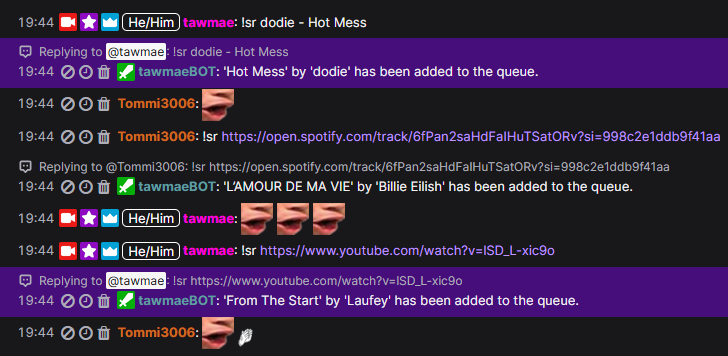 19:44 He/Him tawmae: !sr dodie - Hot Mess
Replying to @tawmae: !sr dodie - Hot Mess
19:44 tawmaeBOT: 'Hot Mess' by 'dodie' has been added to the queue.
19:44 Tommi3006:
19:44 Tommi3006: !sr https://open.spotify.com/track/6fPan2saHdFaIHuTSatORv?si=998c2e1ddb9f41aa
Replying to @Tommi3006: !sr https://open.spotify.com/track/6fPan2saHdFaIHuTSatORv?si=998c2e1ddb9f41aa
19:44 tawmaeBOT: 'L'AMOUR DE MA VIE' by 'Billie Eilish' has been added to the queue.
19:44 He/Him tawmae:
19:44 He/Him tawmae: !sr https://www.youtube.com/watch?v=lSD_L-xic9o
Replying to @tawmae: !sr https://www.youtube.com/watch?v=lSD_L-xic9o
19:44 tawmaeBOT: 'From The Start' by 'Laufey' has been added to the queue.
19:44 Tommi3006: